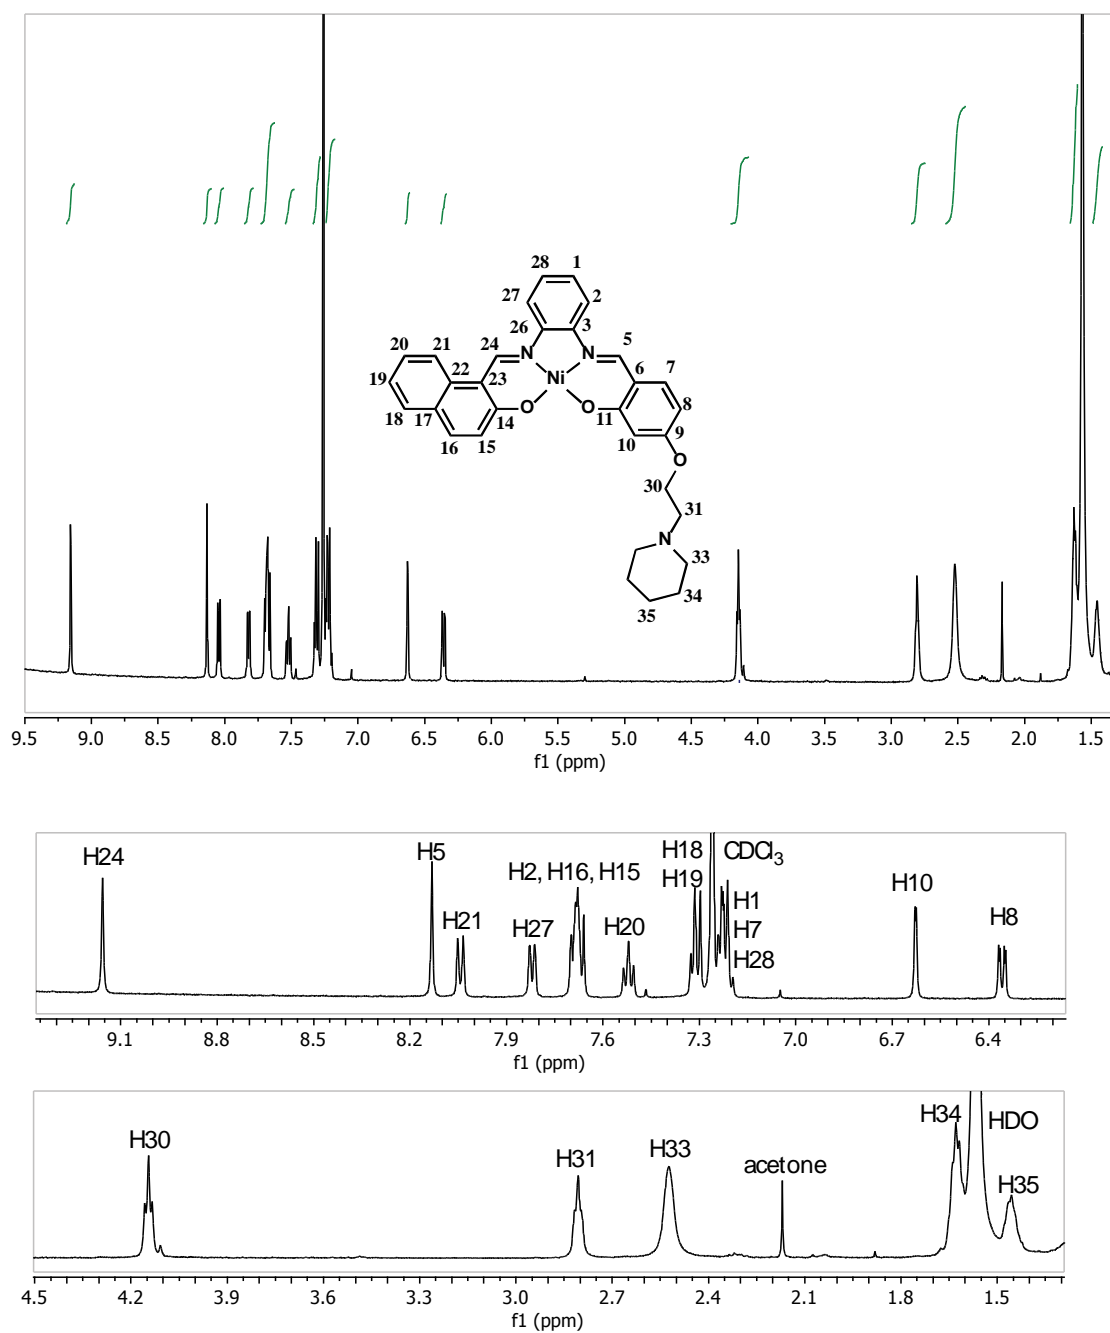 28 1
27 2
26 3
20 21 24 N N 5
22 6 7
19 23 Ni
18 17 14 O O 11 8
16 15 10 9
O
30
31
N
33
34
35
9.5 9.0 8.5 8.0 7.5 7.0 6.5 6.0 5.5 5.0 4.5 4.0 3.5 3.0 2.5 2.0 1.5
f1 (ppm)
H24 H5 H2, H16, H15 H18 CDCl3
H21 H27 H20 H19 H1 H10 H8
H7
H28
9.1 8.8 8.5 8.2 7.9 7.6 7.3 7.0 6.7 6.4
f1 (ppm)
H30 H31 H33 acetone H34 HDO
H35
4.5 4.2 3.9 3.6 3.3 3.0 2.7 2.4 2.1 1.8 1.5
f1 (ppm)